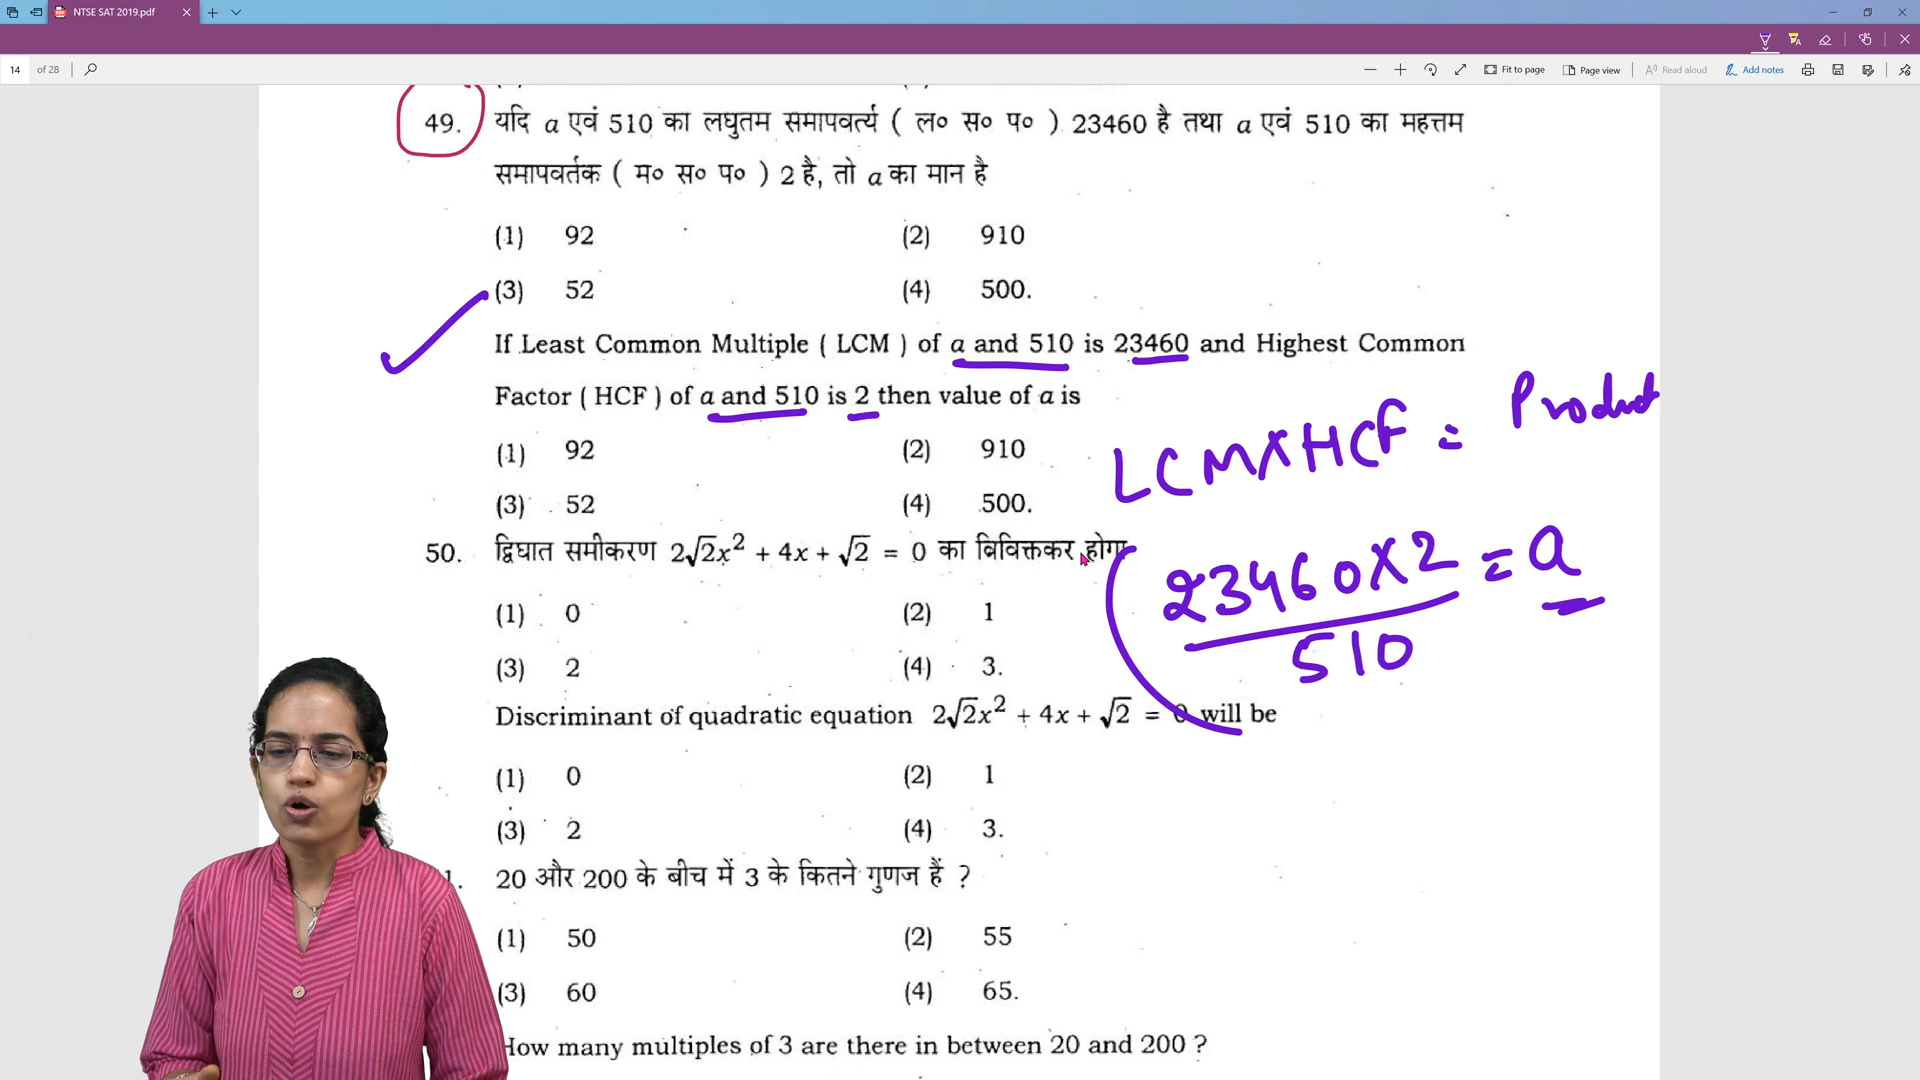 NTSE SAT 2019.pdf
14 of 28
Fit to page
Page view
Read aloud
Add notes
49. यदि a एवं 510 का लघुतम समापवर्त्य ( ल० स० प० ) 23460 है तथा a एवं 510 का महत्तम
समापवर्तक ( म० स० प० ) 2 है, तो a का मान है
(1) 92 (2) 910
(3) 52 (4) 500.
If Least Common Multiple ( LCM ) of a and 510 is 23460 and Highest Common
Factor ( HCF ) of a and 510 is 2 then value of a is
(1) 92 (2) 910
(3) 52 (4) 500.
Product
LCM X HCF =
23460 X 2 = a
510
50. द्विघात समीकरण 2√2x² + 4x + √2 = 0 का विविक्तकर होगा
(1) 0 (2) 1
(3) 2 (4) 3.
Discriminant of quadratic equation 2√2x² + 4x + √2 = 0 will be
(1) 0 (2) 1
(3) 2 (4) 3.
1. 20 और 200 के बीच में 3 के कितने गुणज हैं ?
(1) 50 (2) 55
(3) 60 (4) 65.
How many multiples of 3 are there in between 20 and 200 ?